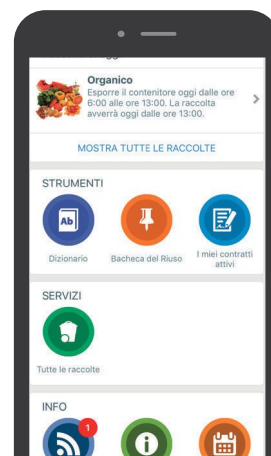 Organico
Esporre il contenitore oggi dalle ore
6:00 alle ore 13:00. La raccolta
avverrà oggi dalle ore 13:00.
MOSTRA TUTTE LE RACCOLTE
STRUMENTI
Ab
Dizionario
Bacheca del Riuso
I miei contratti
attivi
SERVIZI
Tutte le raccolte
INFO
1